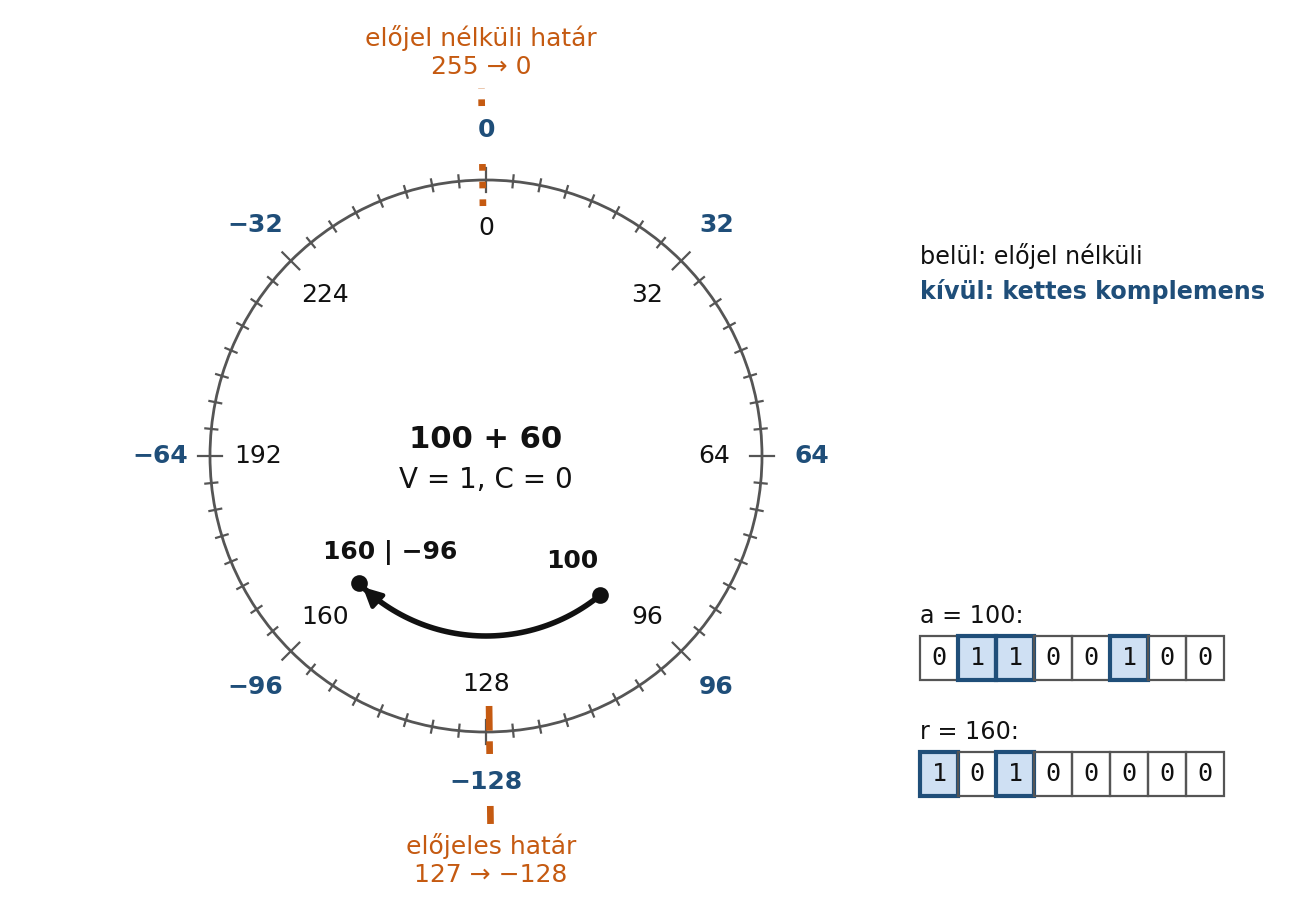 előjel nélküli határ
255 → 0
0
−32
32
0
224
32
belül: előjel nélküli
kívül: kettes komplemens
100 + 60
−64
192
64
64
V = 1, C = 0
160 | −96
100
160
96
a = 100:
0 1 1 0 0 1 0 0
128
−96
96
r = 160:
1 0 1 0 0 0 0 0
−128
előjeles határ
127 → −128